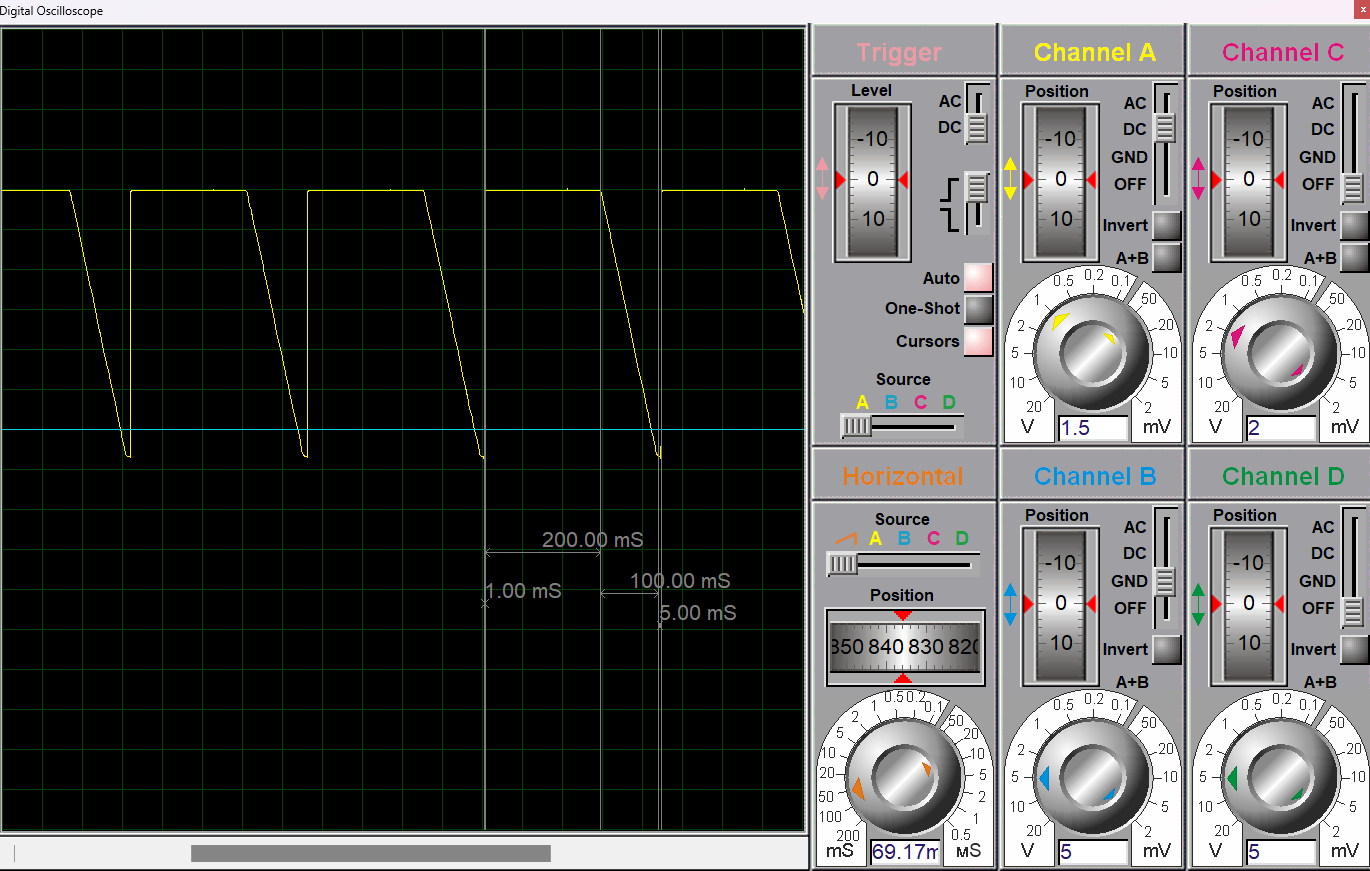 Digital Oscilloscope
x
200.00 mS
1.00 mS
100.00 mS
5.00 mS
Trigger
Level
-10
0
10
AC
DC
Auto
One-Shot
Cursors
Source
A B C D
Channel A
Position
-10
0
10
AC
DC
GND
OFF
Invert
A+B
20 10 5 2 1 0.5 0.2 0.1 50 20 10 5 2
V 1.5 mV
Channel C
Position
-10
0
10
AC
DC
GND
OFF
Invert
A+B
20 10 5 2 1 0.5 0.2 0.1 50 20 10 5 2
V 2 mV
Horizontal
Source
A B C D
Position
850 840 830 820
200 100 50 20 10 5 2 1 0.5 0.2 0.1 50 20 10 5 2 1 0.5
mS 69.17m мS
Channel B
Position
-10
0
10
AC
DC
GND
OFF
Invert
A+B
20 10 5 2 1 0.5 0.2 0.1 50 20 10 5 2
V 5 mV
Channel D
Position
-10
0
10
AC
DC
GND
OFF
Invert
A+B
20 10 5 2 1 0.5 0.2 0.1 50 20 10 5 2
V 5 mV